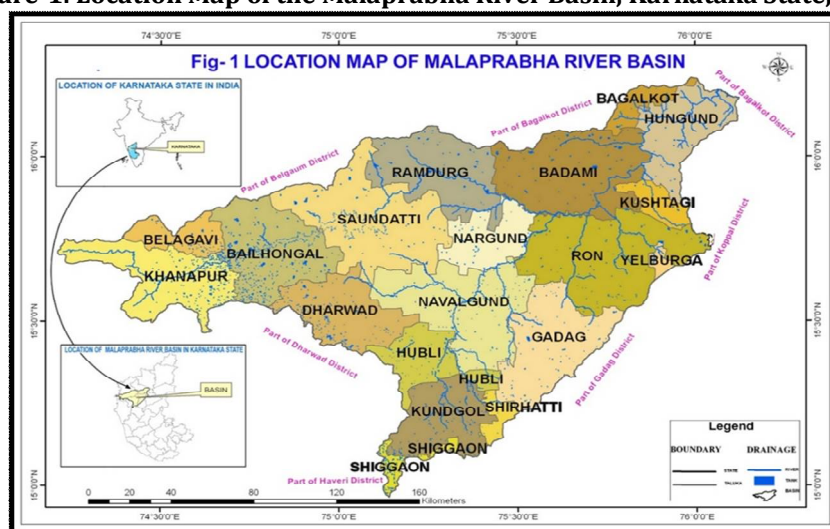 Figure 1: Location Map of the Malaprabha River Basin, Karnataka State,
74°30'0"E 75°0'0"E 75°30'0"E 76°0'0"E
Fig- 1 LOCATION MAP OF MALAPRABHA RIVER BASIN
LOCATION OF KARNATAKA STATE IN INDIA
KARNATAKA
Part of Belgaum District
Part of Bagalkot District
Part of Bagalkot District
BAGALKOT
HUNGUND
16°0'0"N
16°0'0"N
RAMDURG
BADAMI
KUSHTAGI
SAUNDATTI
NARGUND
BELAGAVI
BAILHONGAL
RON
YELBURGA
Part of Koppal District
KHANAPUR
NAVALGUND
DHARWAD
15°30'0"N
15°30'0"N
GADAG
Part of Dharwad District
HUBLI
Part of Gadag District
LOCATION OF MALAPRABHA RIVER BASIN IN KARNATAKA STATE
BASIN
HUBLI
KUNDGOL
SHIRHATTI
SHIGGAON
SHIGGAON
Part of Haveri District
Legend
BOUNDARY DRAINAGE
STATE RIVER
TALUKA TANK
BASIN
15°0'0"N
15°0'0"N
0 20 40 80 120 160
Kilometers
74°30'0"E 75°0'0"E 75°30'0"E 76°0'0"E